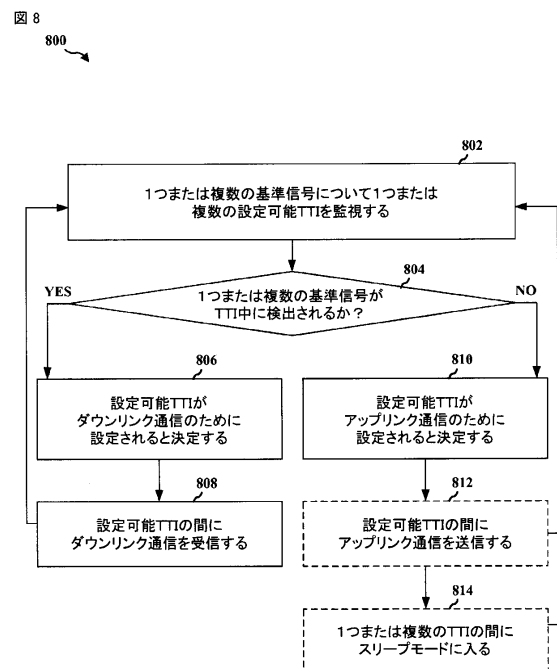 図 8
800
802
1つまたは複数の基準信号について1つまたは
複数の設定可能TTIを監視する
804
YES
1つまたは複数の基準信号が
TTI中に検出されるか?
NO
806
設定可能TTIが
ダウンリンク通信のために
設定されると決定する
810
設定可能TTIが
アップリンク通信のために
設定されると決定する
808
設定可能TTIの間に
ダウンリンク通信を受信する
812
設定可能TTIの間に
アップリンク通信を送信する
814
1つまたは複数のTTIの間に
スリープモードに入る